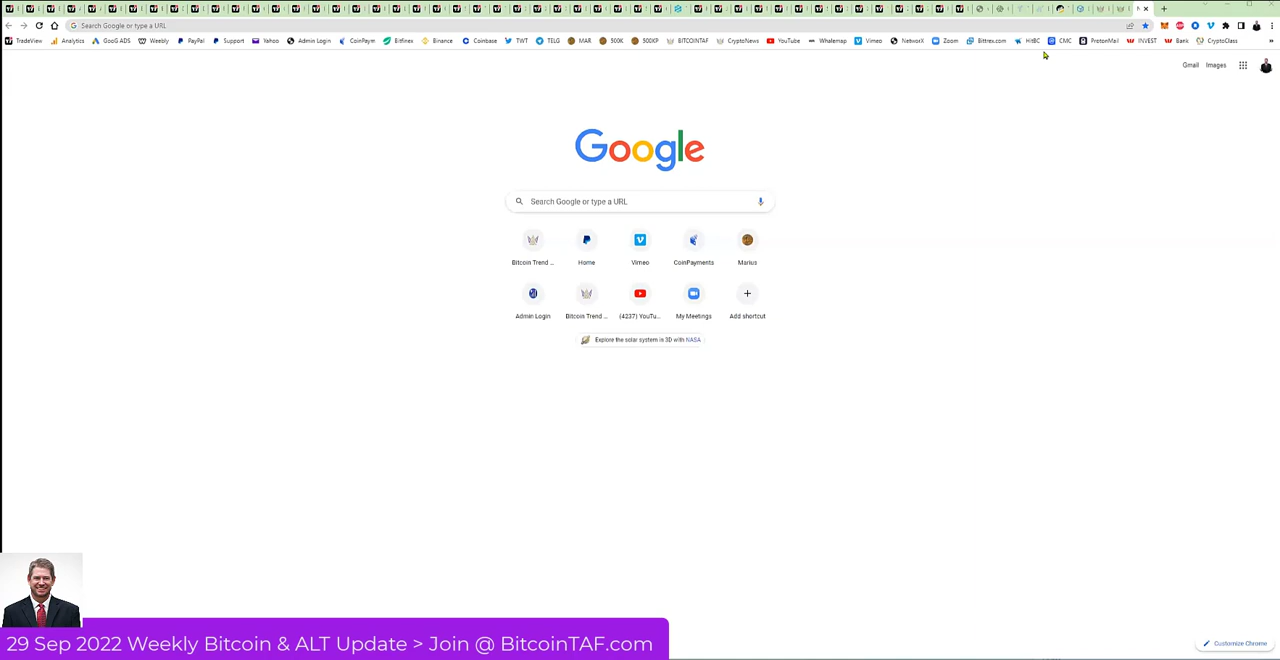 Search Google or type a URL
TradeView Analytics GooG ADS Weekly PayPal Support Yahoo Admin Login CoinPaym Bitfinex Binance Coinbase TWT TELG MAR 500K 500KP BITCOINTAF CryptoNews YouTube Whalemap Vimeo NetworX Zoom Bittrex.com HitBC CMC ProtonMail INVEST Bank CryptoClass »
Gmail Images
Google
Search Google or type a URL
Bitcoin Trend ... Home Vimeo CoinPayments Marius
Admin Login Bitcoin Trend ... (4237) YouTu... My Meetings Add shortcut
Explore the solar system in 3D with NASA
29 Sep 2022 Weekly Bitcoin & ALT Update > Join @ BitcoinTAF.com
Customize Chrome